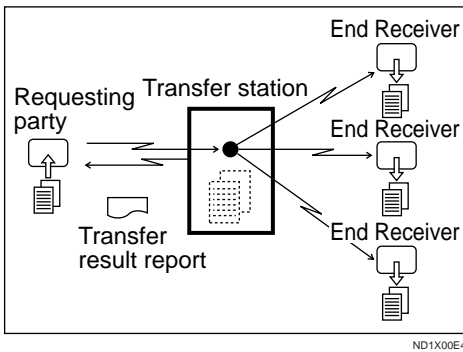 End Receiver
Transfer station
Requesting
party
End Receiver
Transfer
result report
End Receiver
ND1X00E4